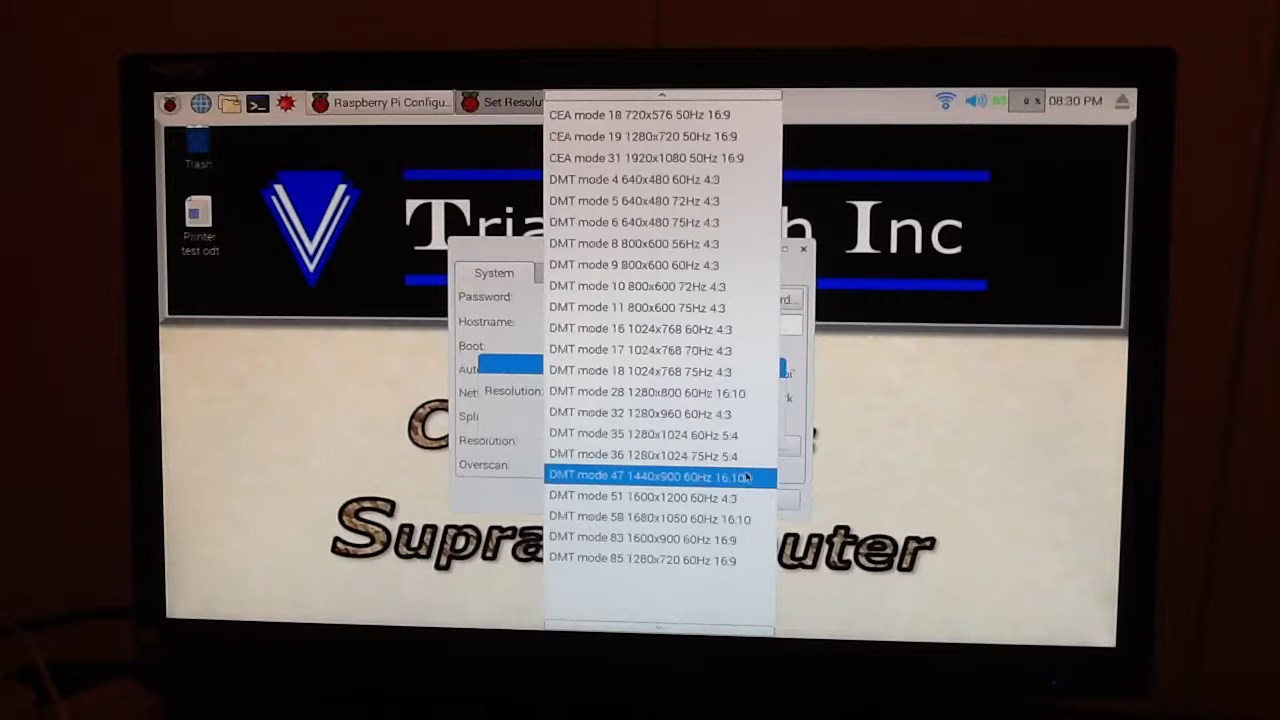 Raspberry Pi Configu...
Set Resolu
0 %
08:30 PM
CEA mode 18 720x576 50Hz 16:9
CEA mode 19 1280x720 50Hz 16:9
CEA mode 31 1920x1080 50Hz 16:9
DMT mode 4 640x480 60Hz 4:3
DMT mode 5 640x480 72Hz 4:3
DMT mode 6 640x480 75Hz 4:3
DMT mode 8 800x600 56Hz 4:3
DMT mode 9 800x600 60Hz 4:3
DMT mode 10 800x600 72Hz 4:3
DMT mode 11 800x600 75Hz 4:3
DMT mode 16 1024x768 60Hz 4:3
DMT mode 17 1024x768 70Hz 4:3
DMT mode 18 1024x768 75Hz 4:3
DMT mode 28 1280x800 60Hz 16:10
DMT mode 32 1280x960 60Hz 4:3
DMT mode 35 1280x1024 60Hz 5:4
DMT mode 36 1280x1024 75Hz 5:4
DMT mode 47 1440x900 60Hz 16:10
DMT mode 51 1600x1200 60Hz 4:3
DMT mode 58 1680x1050 60Hz 16:10
DMT mode 83 1600x900 60Hz 16:9
DMT mode 85 1280x720 60Hz 16:9
Trash
Printer
test odt
Tria
h Inc
System
Password:
rd...
Hostname:
Boot:
Aut
pi'
Net
k
Spl
Resolution:
Resolution:
Overscan:
Supra
uter